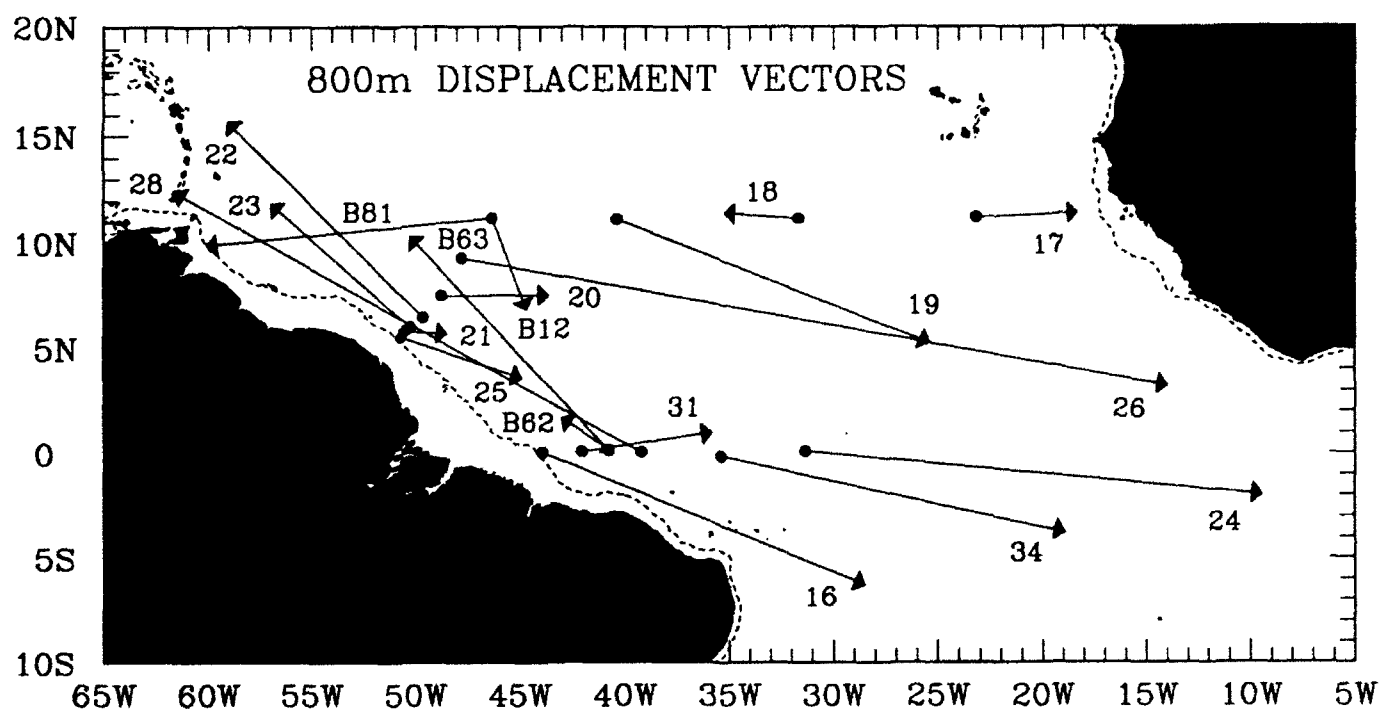 20N
800m DISPLACEMENT VECTORS
15N
22
28
23
B81
18
10N
B63
17
20
19
B12
21
5N
25
26
B62
31
0
24
34
5S
16
10S
65W 60W 55W 50W 45W 40W 35W 30W 25W 20W 15W 10W 5W